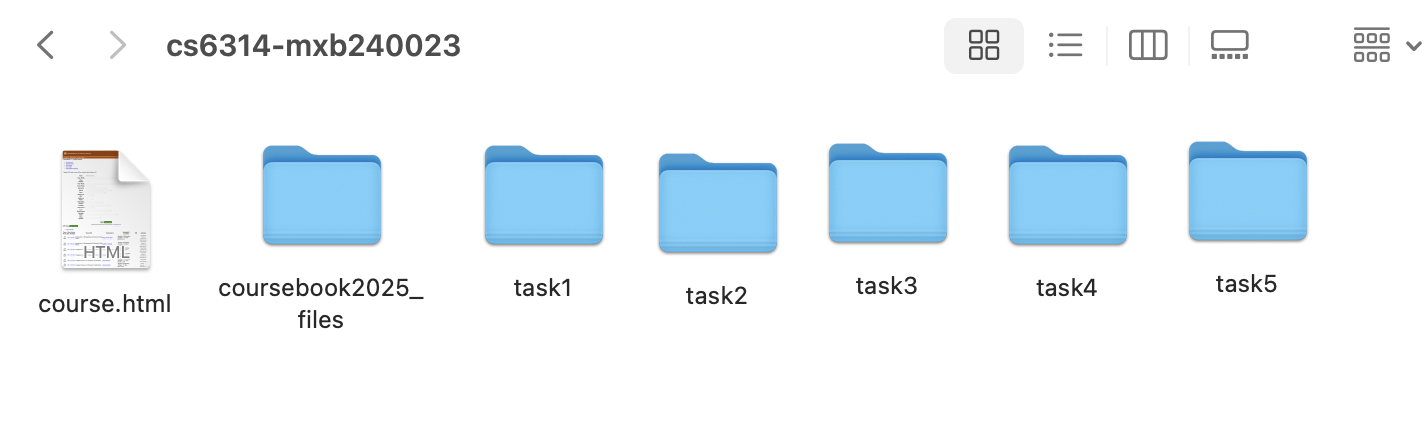 cs6314-mxb240023
HTML
course.html
coursebook2025_
files
task1
task2
task3
task4
task5